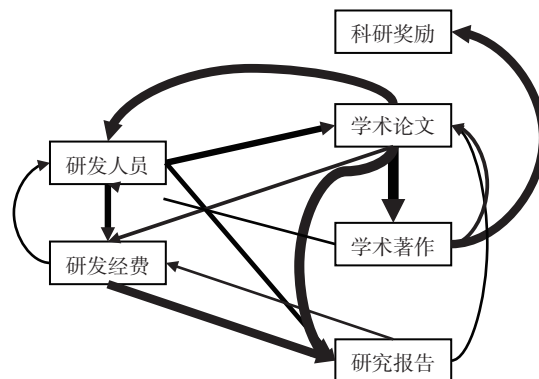 科研奖励
学术论文
研发人员
学术著作
研发经费
研究报告